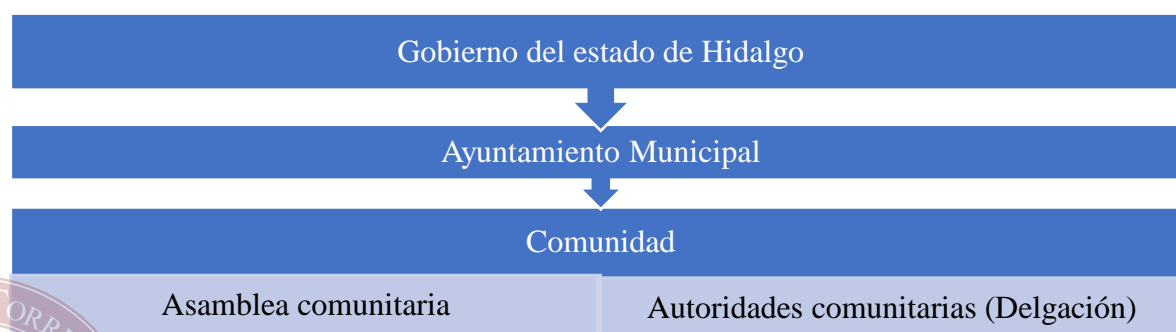 Gobierno del estado de Hidalgo
Ayuntamiento Municipal
Comunidad
Asamblea comunitaria
Autoridades comunitarias (Delgación)